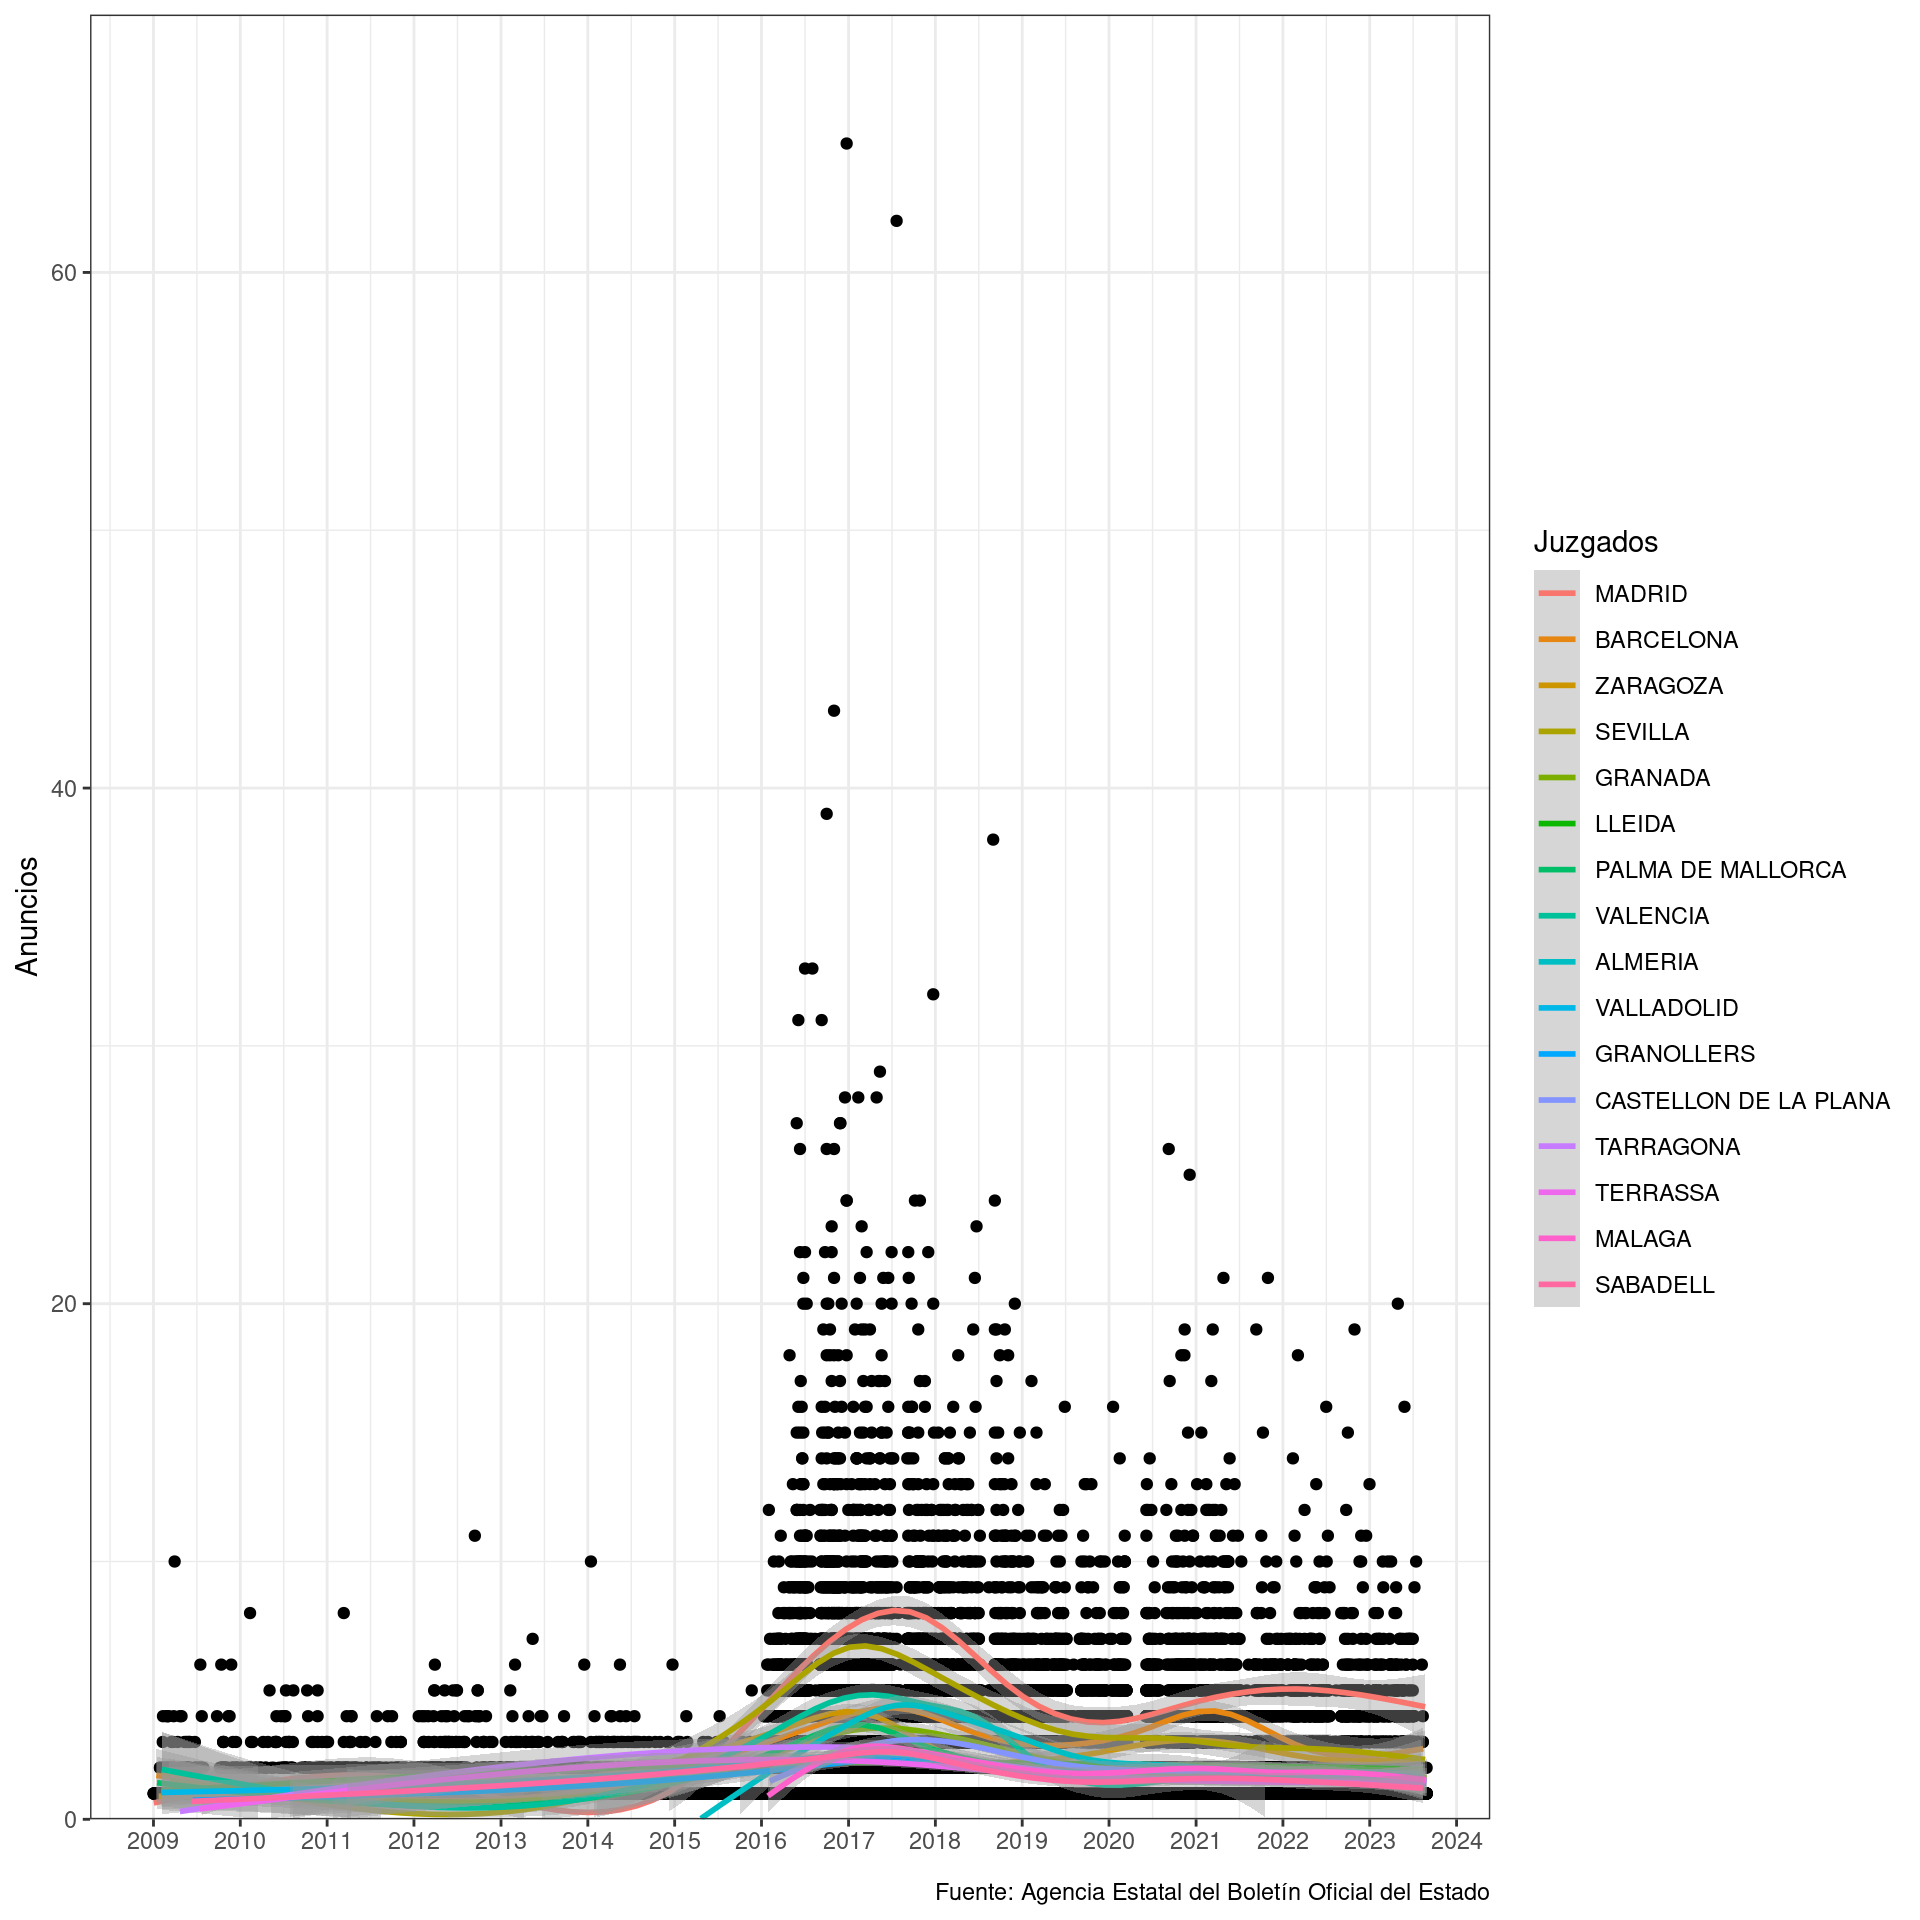 Anuncios
60
40
20
0
2009 2010 2011 2012 2013 2014 2015 2016 2017 2018 2019 2020 2021 2022 2023 2024
Fuente: Agencia Estatal del Boletín Oficial del Estado
Juzgados
MADRID
BARCELONA
ZARAGOZA
SEVILLA
GRANADA
LLEIDA
PALMA DE MALLORCA
VALENCIA
ALMERIA
VALLADOLID
GRANOLLERS
CASTELLON DE LA PLANA
TARRAGONA
TERRASSA
MALAGA
SABADELL